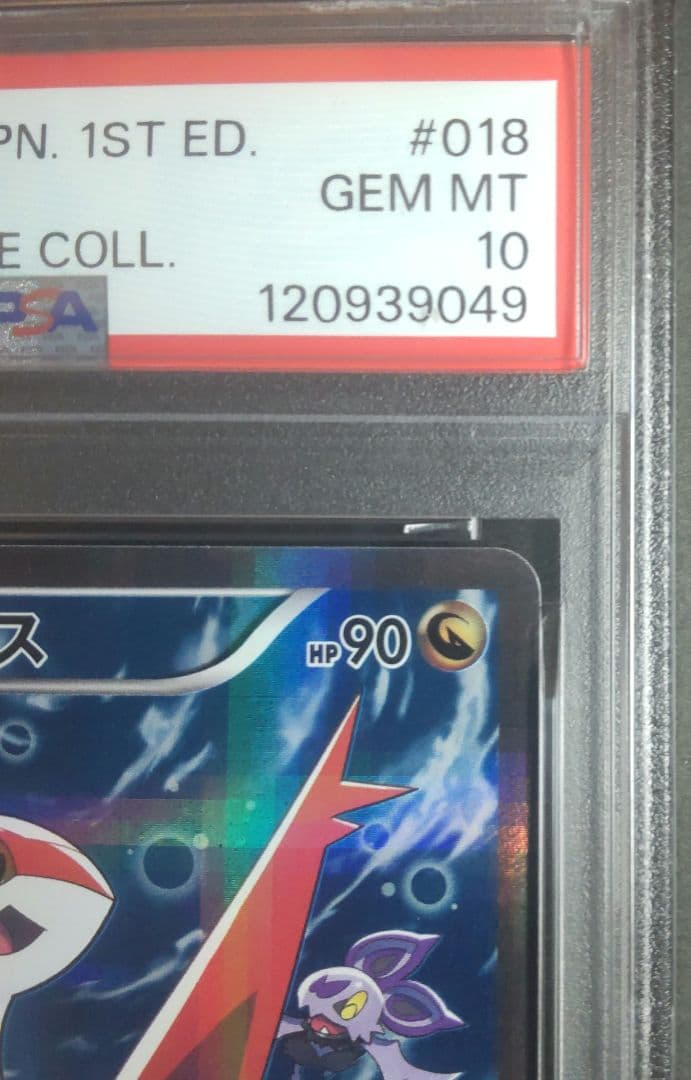 PN. 1ST ED. #018
GEM MT
E COLL. 10
PSA 120939049
ス HP90